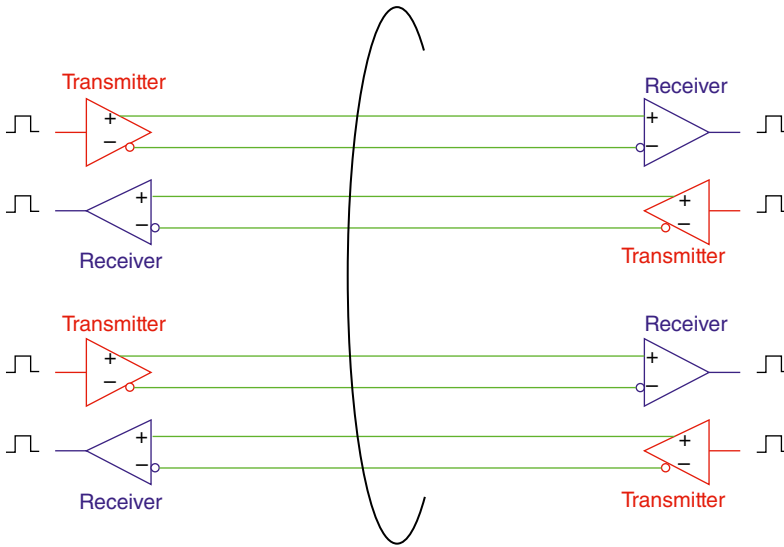 Transmitter
Receiver
+
−
+
−
+
−
+
−
Receiver
Transmitter
Transmitter
Receiver
+
−
+
−
+
−
+
−
Receiver
Transmitter